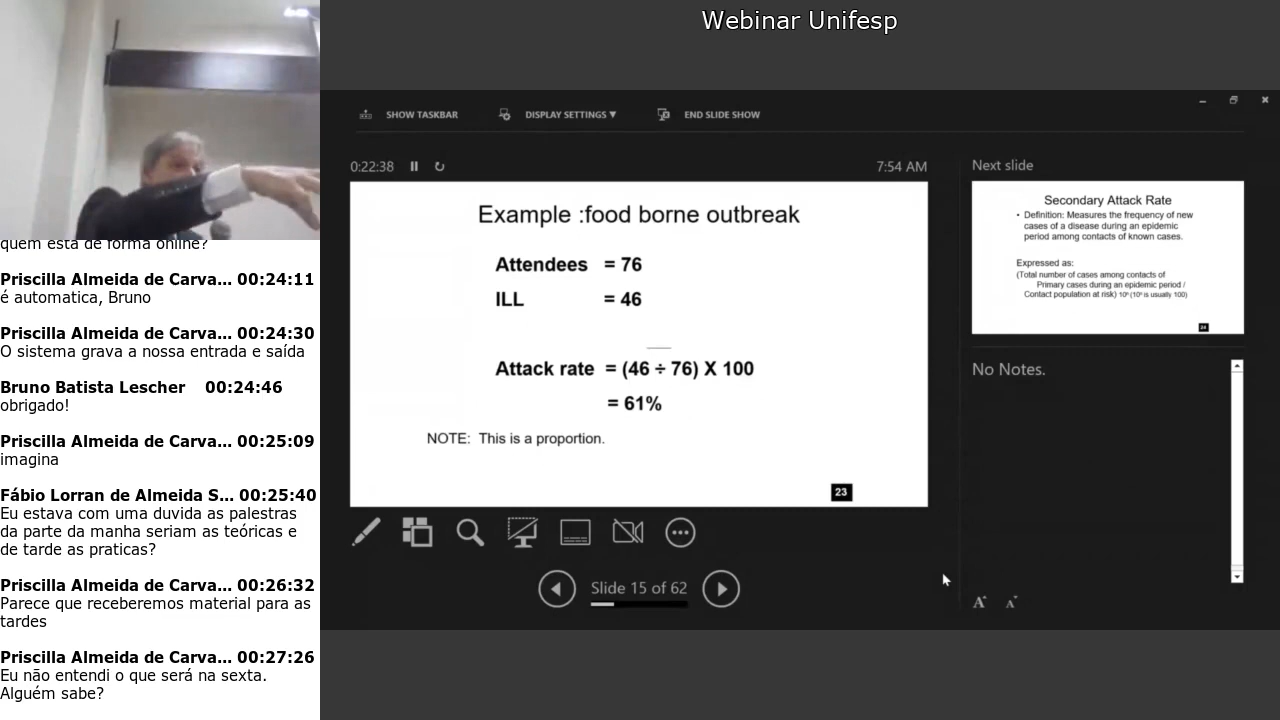 Webinar Unifesp
quem está de forma online?
Priscilla Almeida de Carva... 00:24:11
é automatica, Bruno
Priscilla Almeida de Carva... 00:24:30
O sistema grava a nossa entrada e saída
Bruno Batista Lescher 00:24:46
obrigado!
Priscilla Almeida de Carva... 00:25:09
imagina
Fábio Lorran de Almeida S... 00:25:40
Eu estava com uma duvida as palestras
da parte da manha seriam as teóricas e
de tarde as praticas?
Priscilla Almeida de Carva... 00:26:32
Parece que receberemos material para as
tardes
Priscilla Almeida de Carva... 00:27:26
Eu não entendi o que será na sexta.
Alguém sabe?
SHOW TASKBAR DISPLAY SETTINGS ▼ END SLIDE SHOW
0:22:38 7:54 AM
Example :food borne outbreak
Attendees = 76
ILL = 46
Attack rate = (46 ÷ 76) X 100
= 61%
NOTE: This is a proportion.
23
Slide 15 of 62
Next slide
Secondary Attack Rate
• Definition: Measures the frequency of new
cases of a disease during an epidemic
period among contacts of known cases.
Expressed as:
(Total number of cases among contacts of
Primary cases during an epidemic period /
Contact population at risk) 10ⁿ (10ⁿ is usually 100)
24
No Notes.
A A